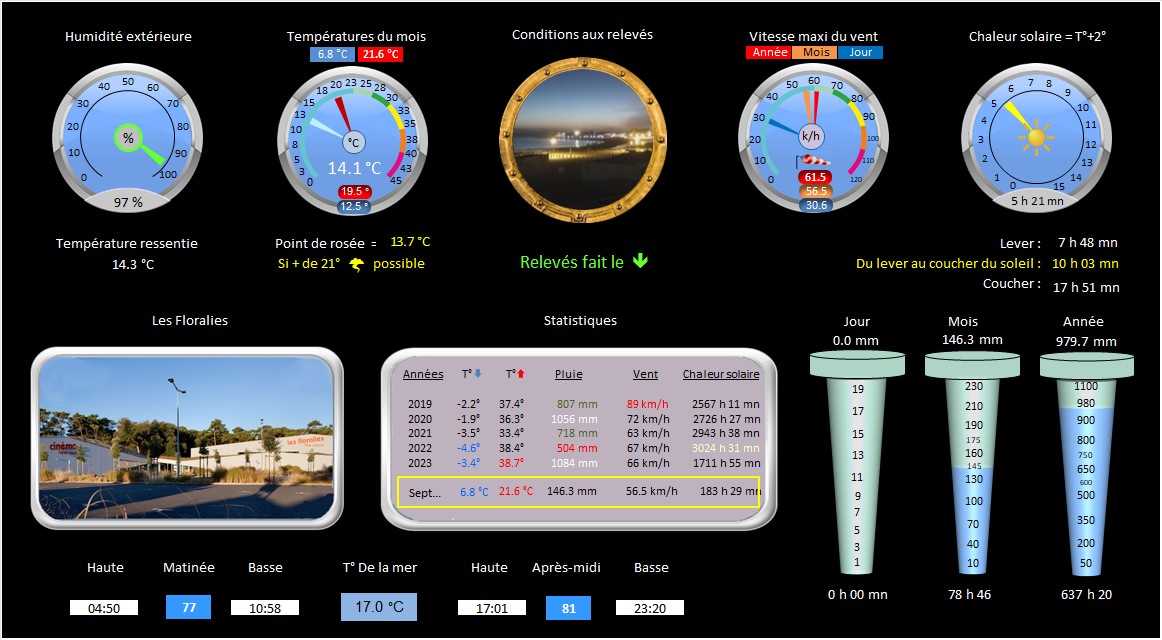 Humidité extérieure
Températures du mois
6.8 °C 21.6 °C
Conditions aux relevés
Vitesse maxi du vent
Année Mois Jour
Chaleur solaire = T°+2°
0 10 20 30 40 50 60 70 80 90 100
%
97 %
0 3 5 8 10 13 15 18 20 23 25 28 30 33 35 38 40 43 45
°C
14.1 °C
19.5 °
12.5 °
0 10 20 30 40 50 60 70 80 90 100 110 120
k/h
61.5
56.5
30.6
0 1 2 3 4 5 6 7 8 9 10 11 12 13 14 15
5 h 21 mn
Température ressentie
14.3 °C
Point de rosée = 13.7 °C
Si + de 21° possible
Relevés fait le
Lever : 7 h 48 mn
Du lever au coucher du soleil : 10 h 03 mn
Coucher : 17 h 51 mn
Les Floralies
cinéma
les floralies
Statistiques
Années T° T° Pluie Vent Chaleur solaire
2019 -2.2° 37.4° 807 mm 89 km/h 2567 h 11 mn
2020 -1.9° 36.3° 1056 mm 72 km/h 2726 h 27 mn
2021 -3.5° 33.4° 718 mm 63 km/h 2943 h 38 mn
2022 -4.6° 38.4° 504 mm 67 km/h 3024 h 31 mn
2023 -3.4° 38.7° 1084 mm 66 km/h 1711 h 55 mn
Sept... 6.8 °C 21.6 °C 146.3 mm 56.5 km/h 183 h 29 mn
Jour
0.0 mm
19
17
15
13
11
9
7
5
3
1
0 h 00 mn
Mois
146.3 mm
230
210
190
175
160
145
130
100
70
40
10
78 h 46
Année
979.7 mm
1100
980
900
800
750
650
600
500
350
200
50
637 h 20
Haute Matinée Basse
04:50 77 10:58
T° De la mer
17.0 °C
Haute Après-midi Basse
17:01 81 23:20